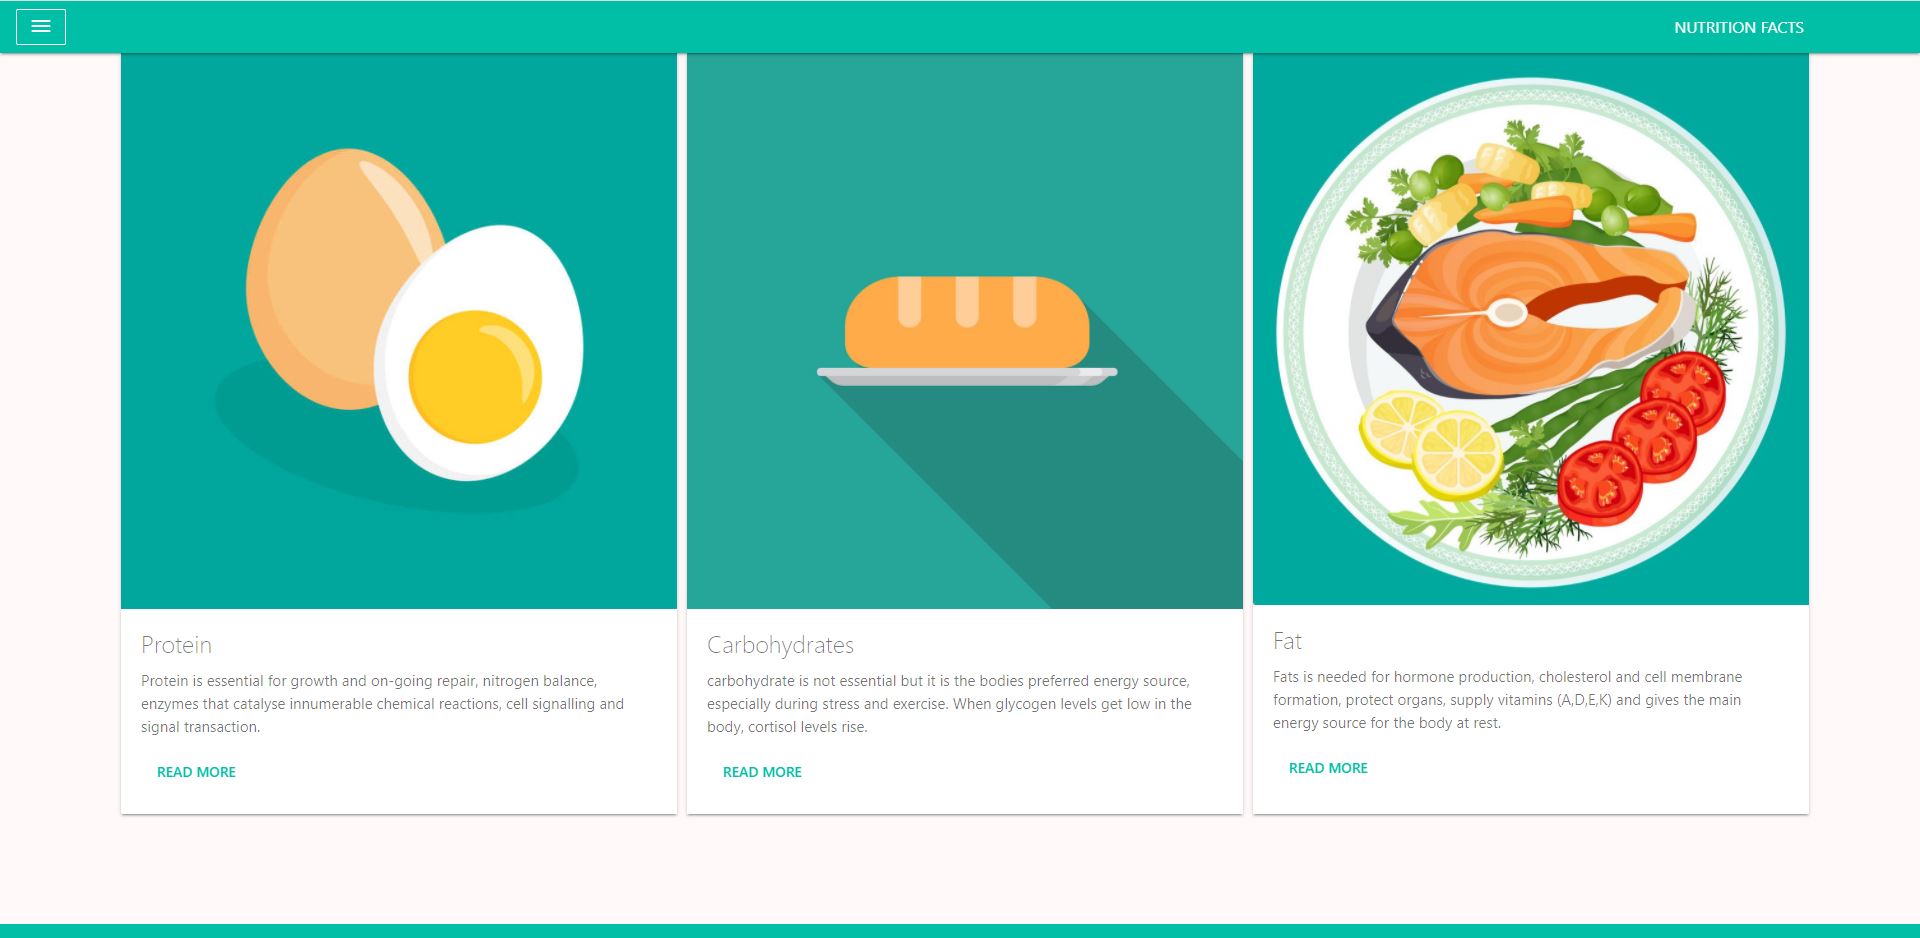 NUTRITION FACTS
Protein
Protein is essential for growth and on-going repair, nitrogen balance,
enzymes that catalyse innumerable chemical reactions, cell signalling and
signal transaction.
READ MORE
Carbohydrates
carbohydrate is not essential but it is the bodies preferred energy source,
especially during stress and exercise. When glycogen levels get low in the
body, cortisol levels rise.
READ MORE
Fat
Fats is needed for hormone production, cholesterol and cell membrane
formation, protect organs, supply vitamins (A,D,E,K) and gives the main
energy source for the body at rest.
READ MORE